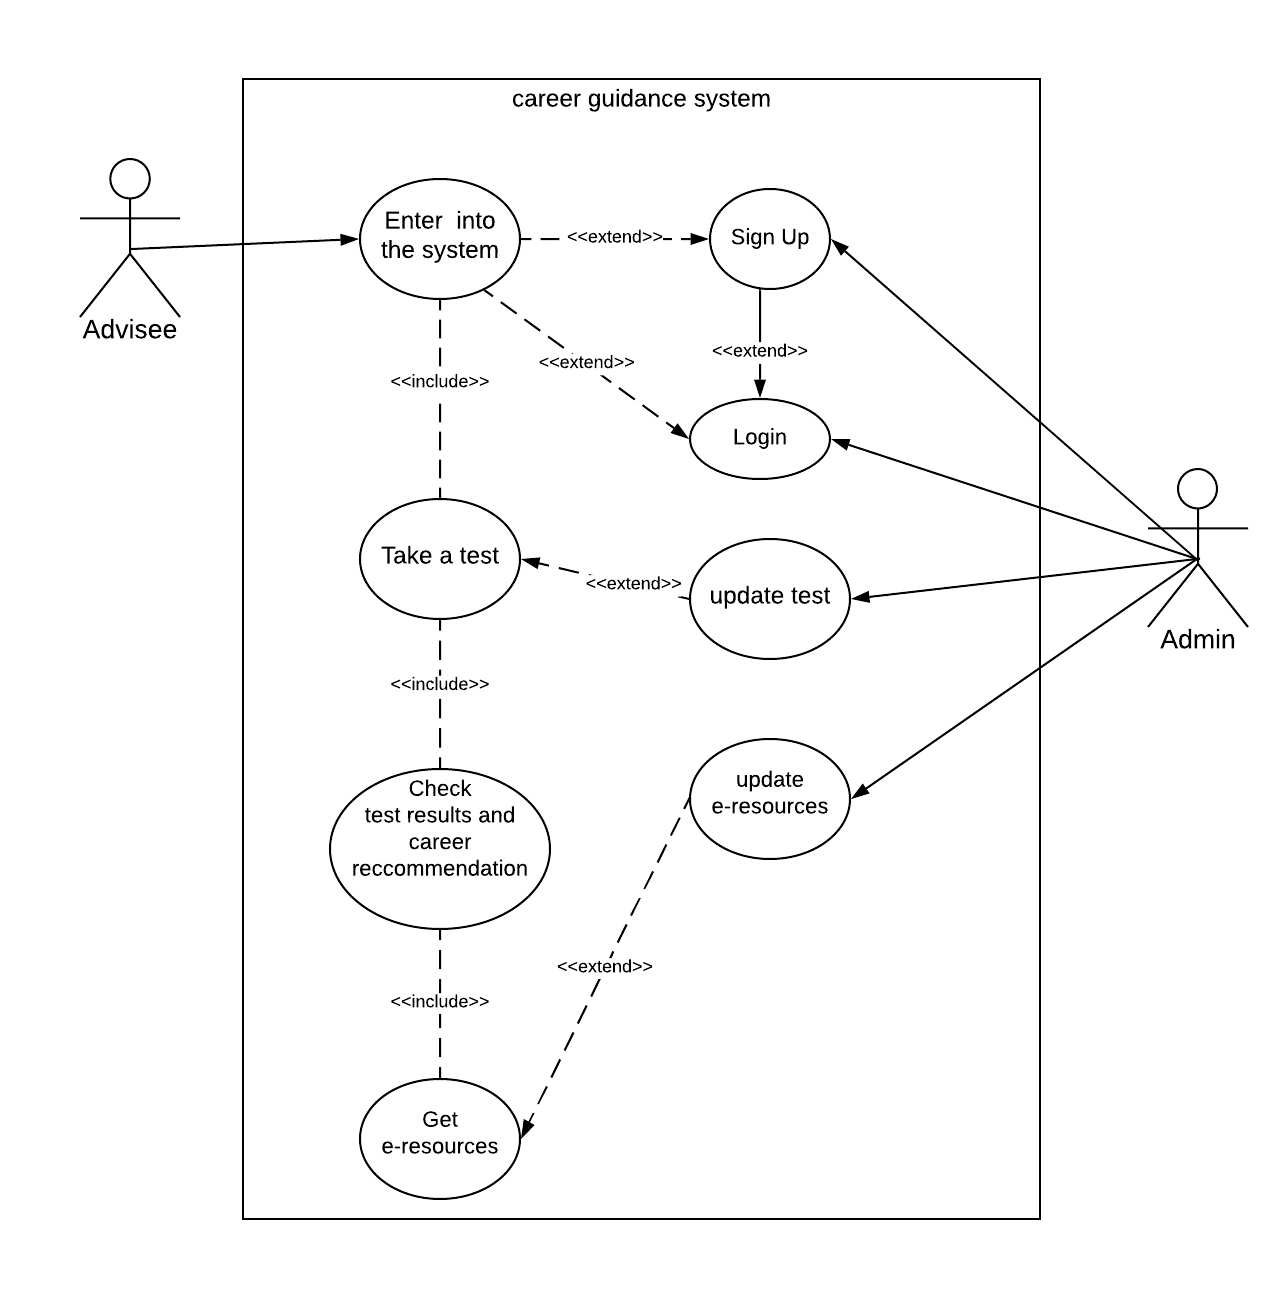 career guidance system
Enter into
the system
<<extend>>
Sign Up
Advisee
<<extend>>
<<extend>>
<<include>>
Login
Take a test
<<extend>>
update test
Admin
<<include>>
Check
test results and
career
reccommendation
update
e-resources
<<extend>>
<<include>>
Get
e-resources